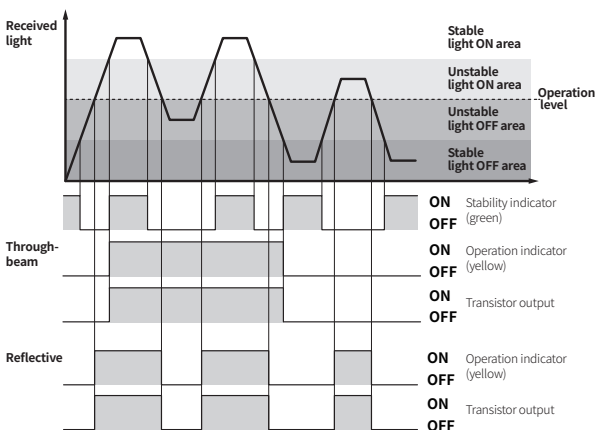 Received
light
Stable
light ON area
Unstable
light ON area
Operation
level
Unstable
light OFF area
Stable
light OFF area
ON
OFF
Stability indicator
(green)
Through-
beam
ON
OFF
Operation indicator
(yellow)
ON
OFF
Transistor output
Reflective
ON
OFF
Operation indicator
(yellow)
ON
OFF
Transistor output